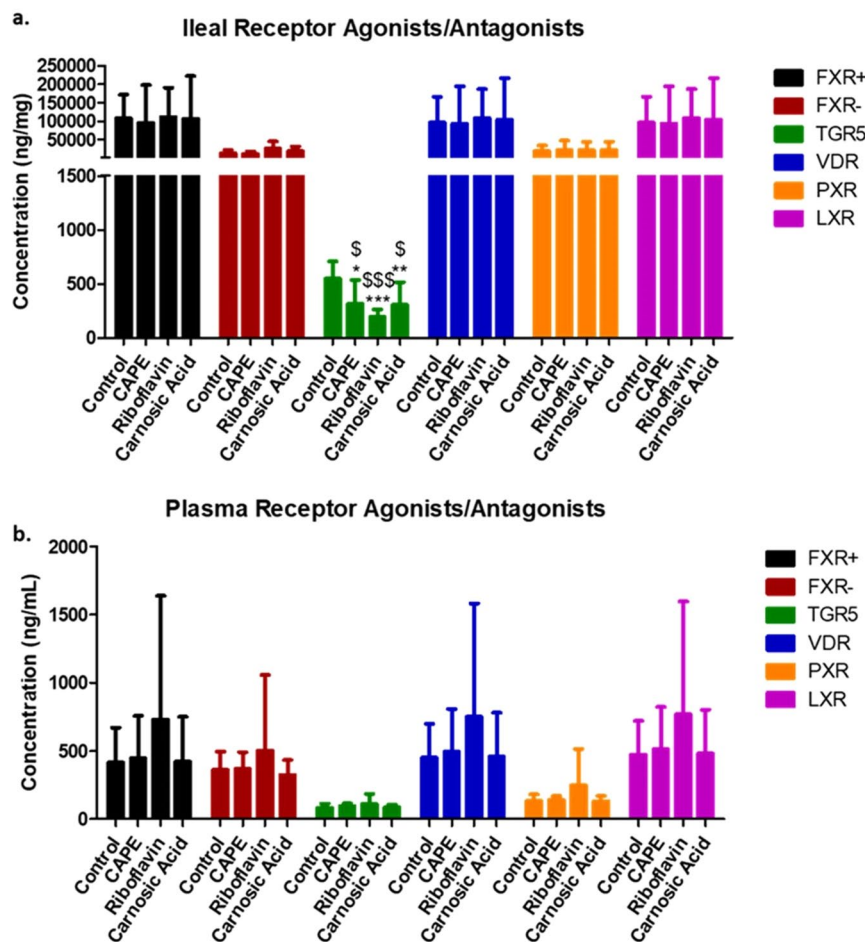 a.
Ileal Receptor Agonists/Antagonists
Concentration (ng/mg)
250000
200000
150000
100000
50000
1500
1000
500
0
$
*
$$$
***
$
**
Control
CAPE
Riboflavin
Carnosic Acid
Control
CAPE
Riboflavin
Carnosic Acid
Control
CAPE
Riboflavin
Carnosic Acid
Control
CAPE
Riboflavin
Carnosic Acid
Control
CAPE
Riboflavin
Carnosic Acid
Control
CAPE
Riboflavin
Carnosic Acid
FXR+
FXR-
TGR5
VDR
PXR
LXR
Plasma Receptor Agonists/Antagonists
b.
Concentration (ng/mL)
2000
1500
1000
500
0
Control
CAPE
Riboflavin
Carnosic Acid
Control
CAPE
Riboflavin
Carnosic Acid
Control
CAPE
Riboflavin
Carnosic Acid
Control
CAPE
Riboflavin
Carnosic Acid
Control
CAPE
Riboflavin
Carnosic Acid
Control
CAPE
Riboflavin
Carnosic Acid
FXR+
FXR-
TGR5
VDR
PXR
LXR